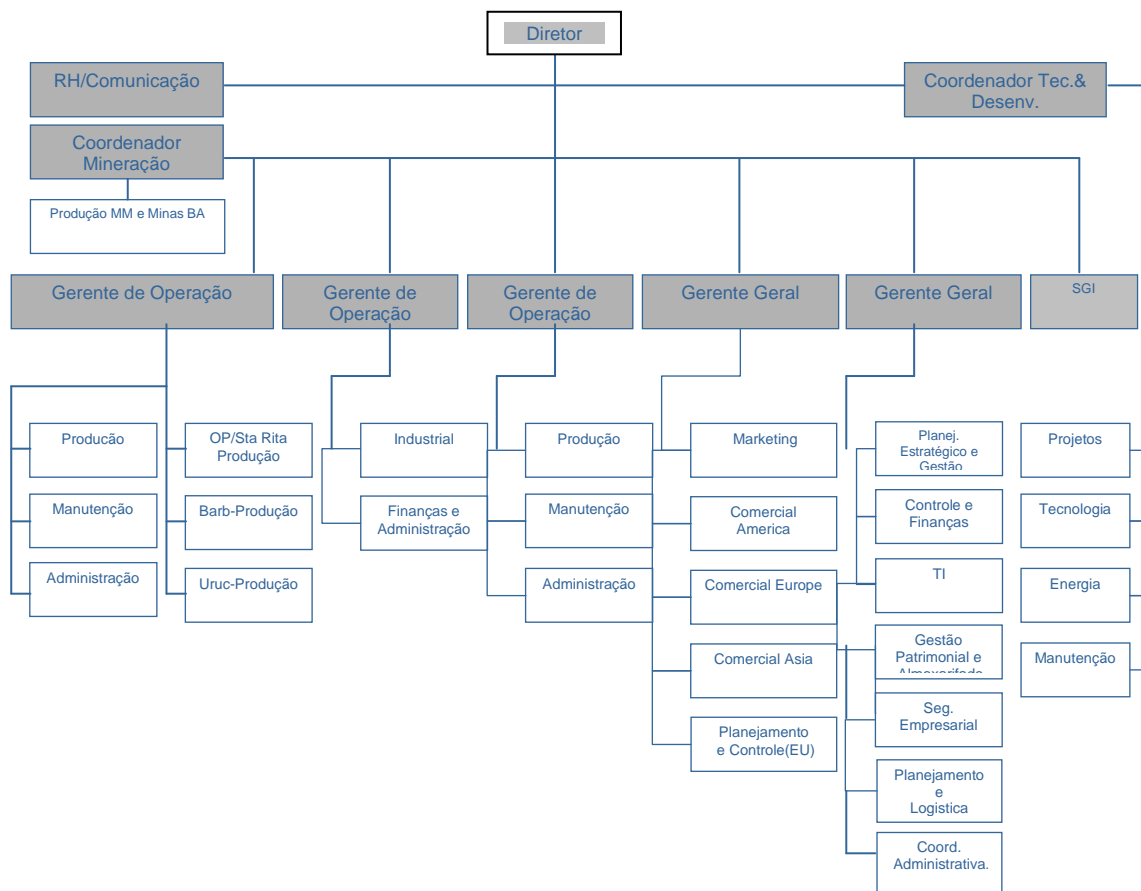 Diretor
RH/Comunicação
Coordenador Tec.&
Desenv.
Coordenador
Mineração
Produção MM e Minas BA
Gerente de Operação
Gerente de
Operação
Gerente de
Operação
Gerente Geral
Gerente Geral
SGI
Producão
Manutenção
Administração
OP/Sta Rita
Produção
Barb-Produção
Uruc-Produção
Industrial
Finanças e
Administração
Produção
Manutenção
Administração
Marketing
Comercial
America
Comercial Europe
Comercial Asia
Planejamento
e Controle(EU)
Planej.
Estratégico e
Gestão
Controle e
Finanças
TI
Gestão
Patrimonial e
Almoxarifado
Seg.
Empresarial
Planejamento
e
Logistica
Coord.
Administrativa.
Projetos
Tecnologia
Energia
Manutenção